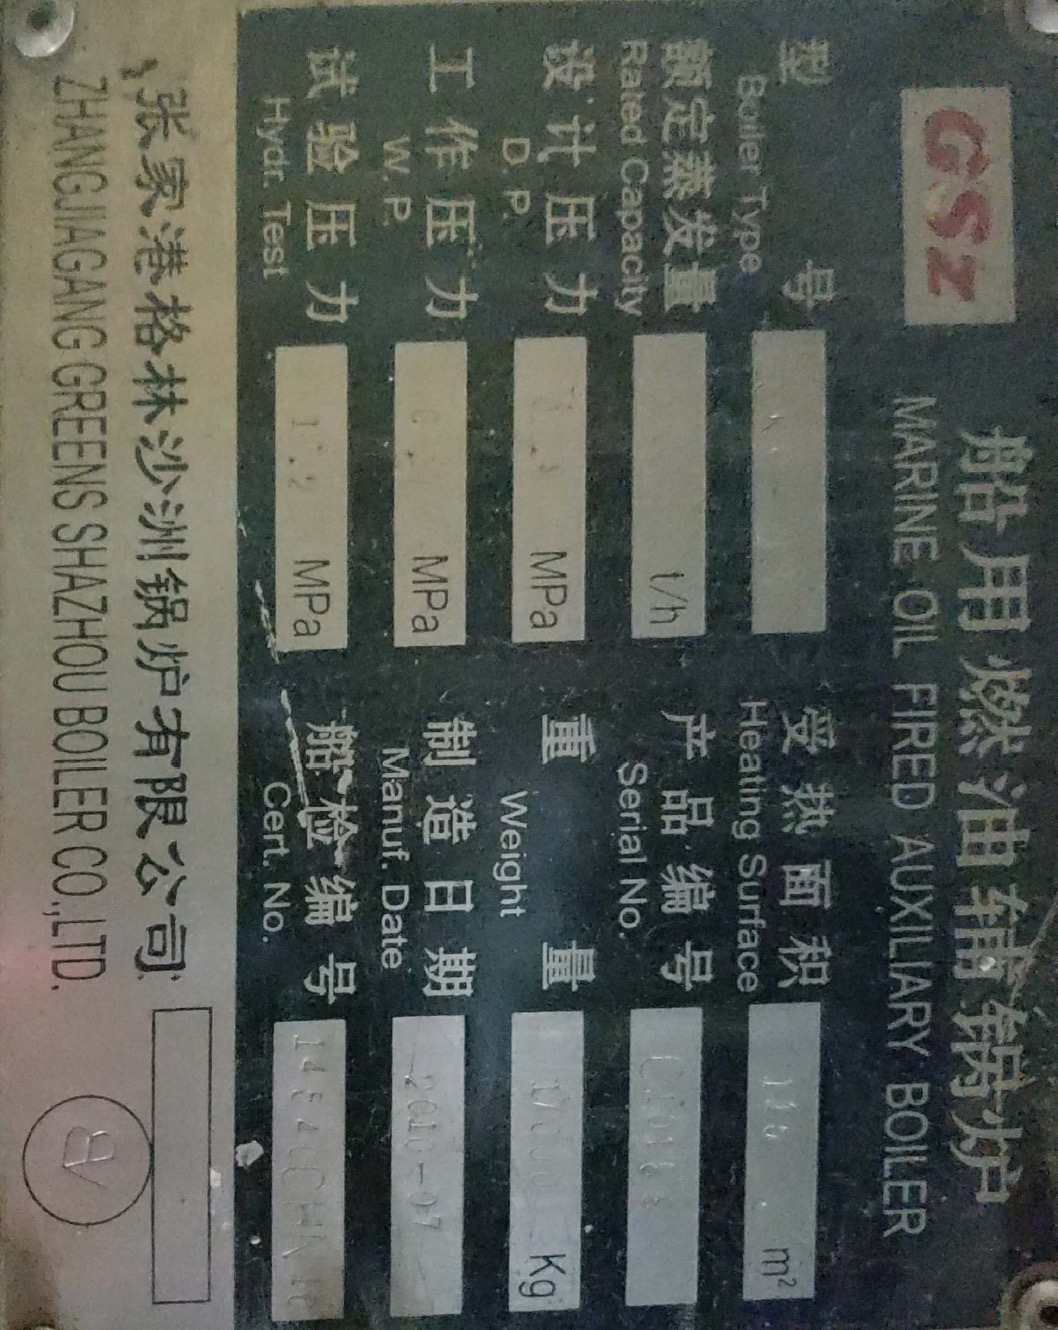 GSZ
船用燃油辅锅炉
MARINE OIL FIRED AUXILIARY BOILER
型号
Boiler Type
受热面积
Heating Surface
m²
额定蒸发量
Rated Capacity
t/h
产品编号
Serial No.
设计压力
D. P.
MPa
重量
Weight
Kg
工作压力
W. P.
MPa
制造日期
Manuf. Date
2010-07
试验压力
Hydr. Test
1.2 MPa
船检编号
Cert. No.
张家港格林沙洲锅炉有限公司
ZHANGJIAGANG GREENS SHAZHOU BOILER CO.,LTD.